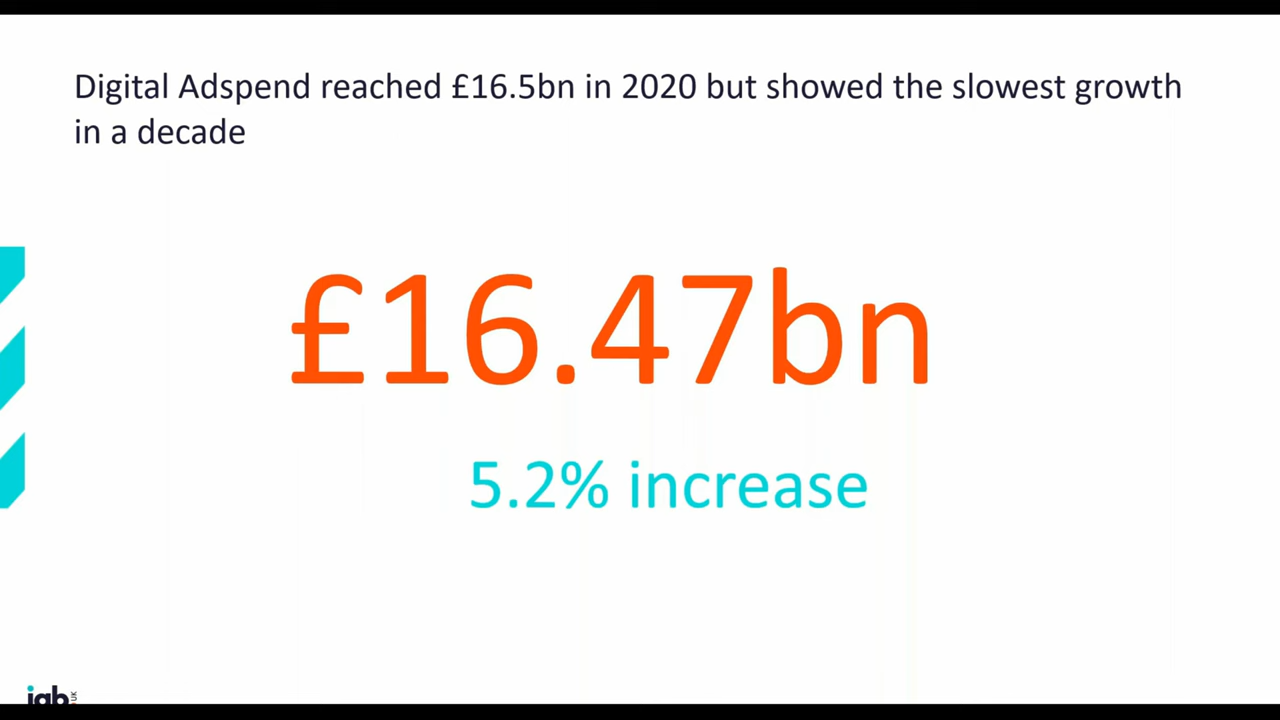 Digital Adspend reached £16.5bn in 2020 but showed the slowest growth
in a decade
£16.47bn
5.2% increase
iab UK